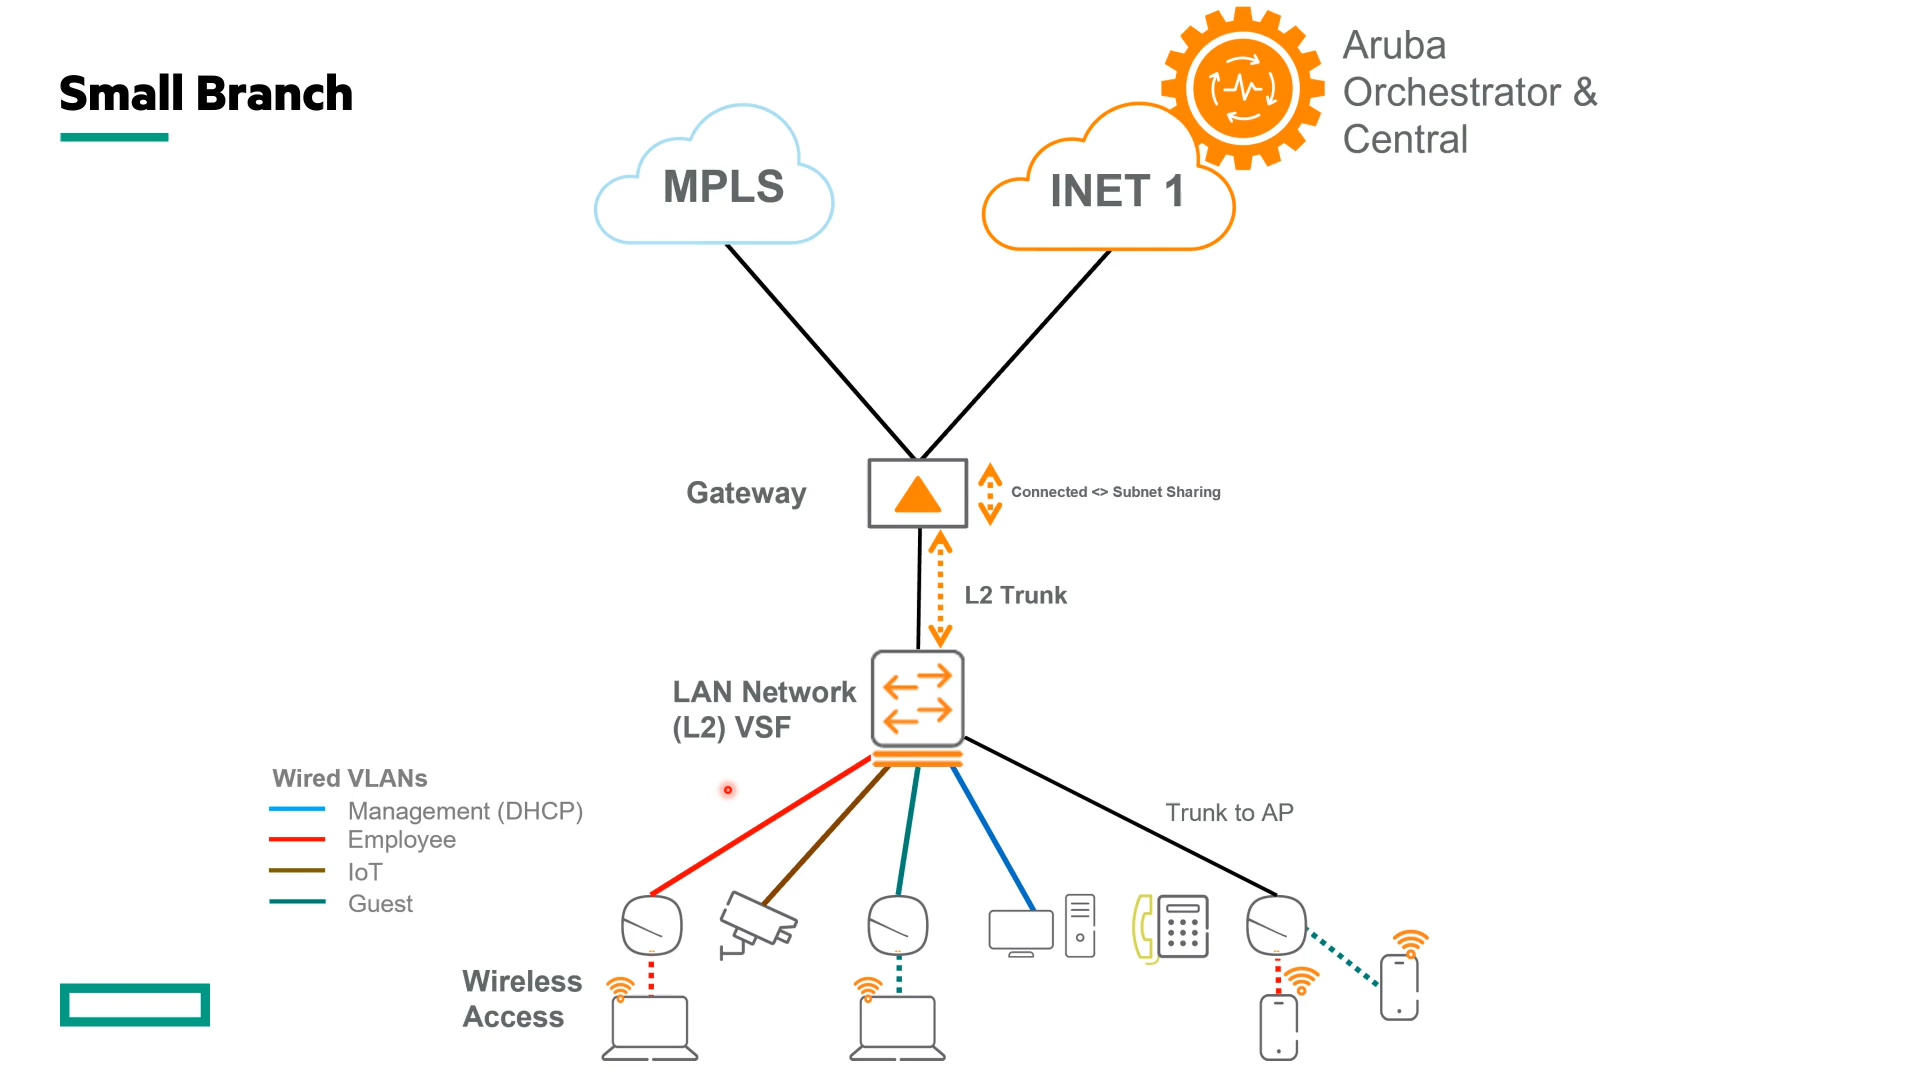 Small Branch
Aruba
Orchestrator &
Central
MPLS
INET 1
Gateway
Connected <> Subnet Sharing
L2 Trunk
LAN Network
(L2) VSF
Wired VLANs
Management (DHCP)
Employee
IoT
Guest
Trunk to AP
Wireless
Access